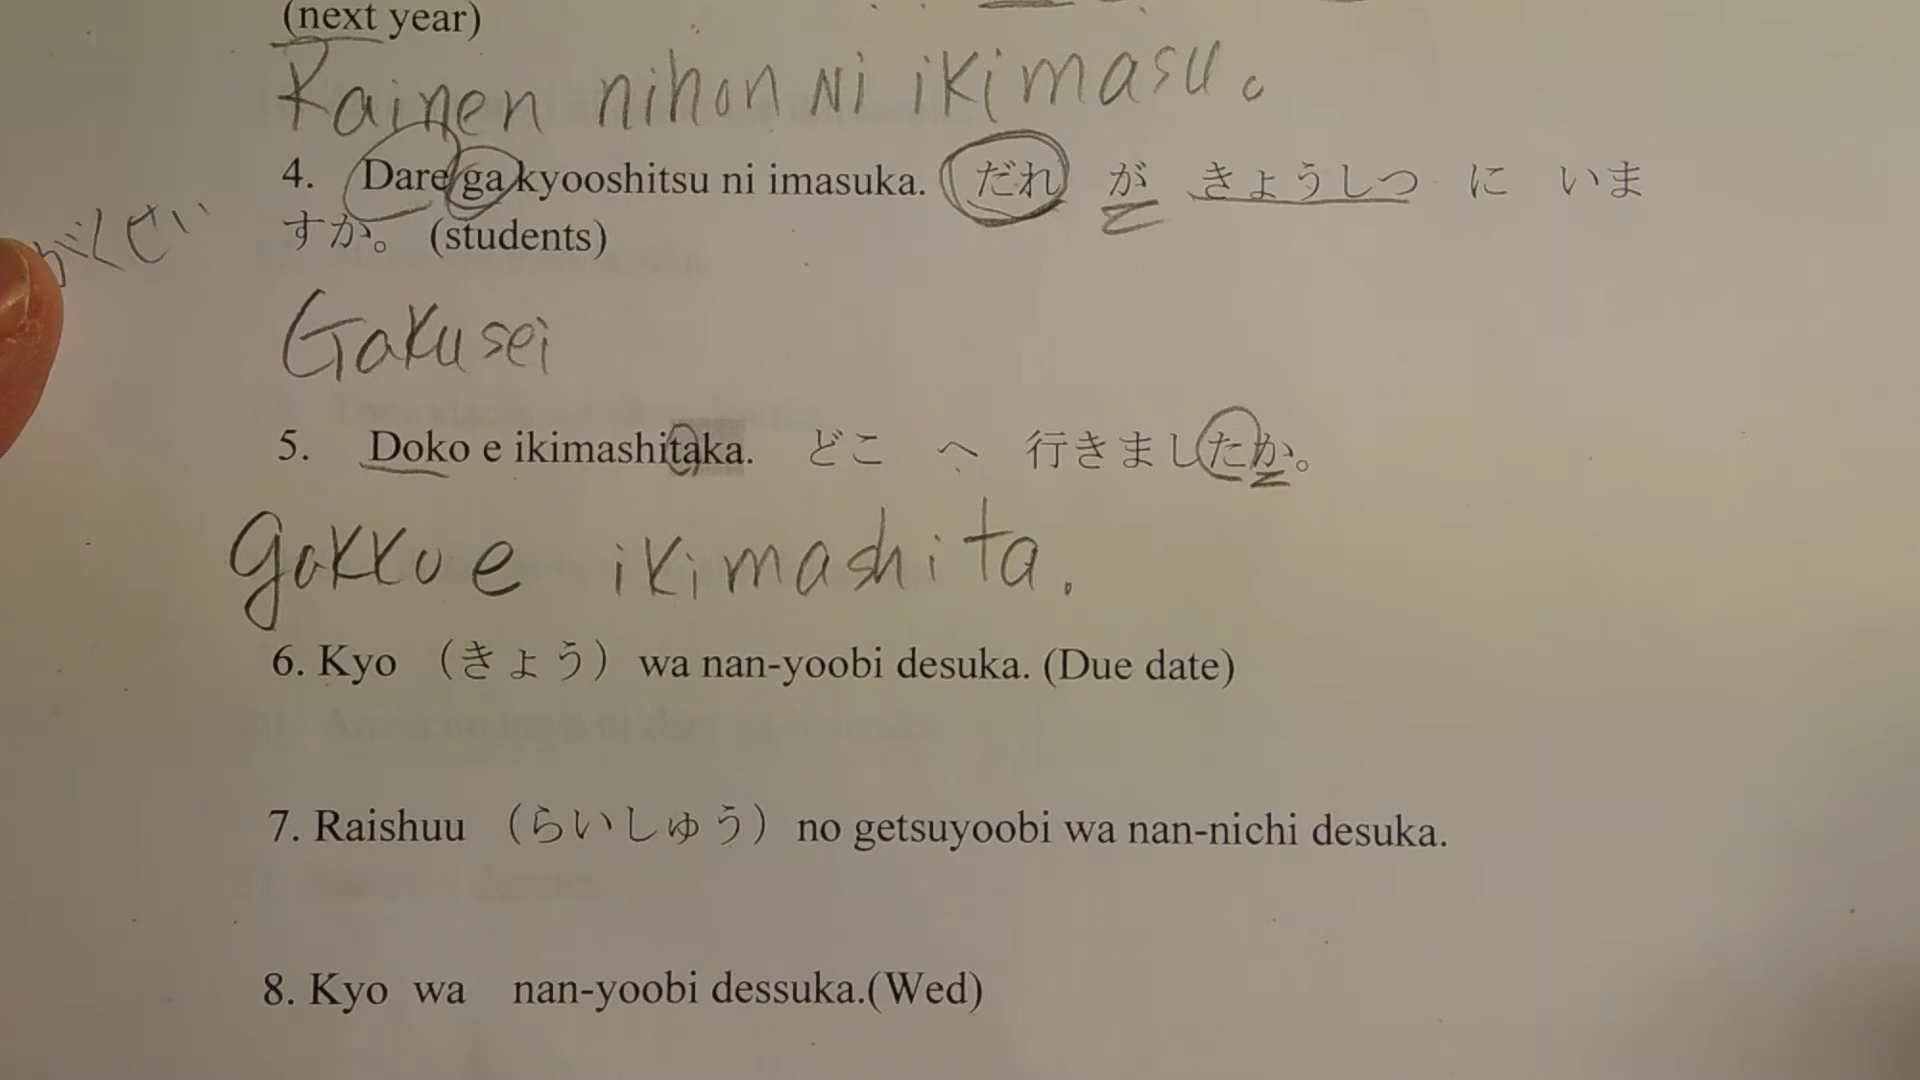 (next year)
Rainen nihon Ni ikimasu。
4. Dare ga kyooshitsu ni imasuka. だれ が きょうしつ に いま
すか。 (students)
がくせい
Gakusei
5. Doko e ikimashitaka. どこ へ 行きましたか。
gakkou e ikimashita.
6. Kyo （きょう） wa nan-yoobi desuka. (Due date)
7. Raishuu （らいしゅう） no getsuyoobi wa nan-nichi desuka.
8. Kyo wa nan-yoobi dessuka.(Wed)